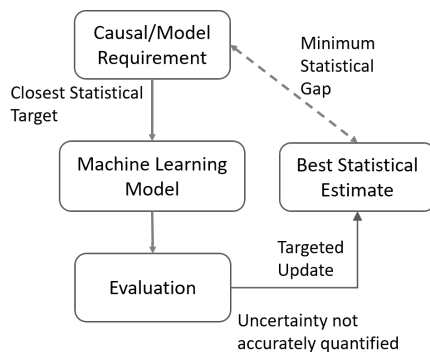 Causal/Model
Requirement
Minimum
Statistical
Gap
Closest Statistical
Target
Machine Learning
Model
Best Statistical
Estimate
Targeted
Update
Evaluation
Uncertainty not
accurately quantified